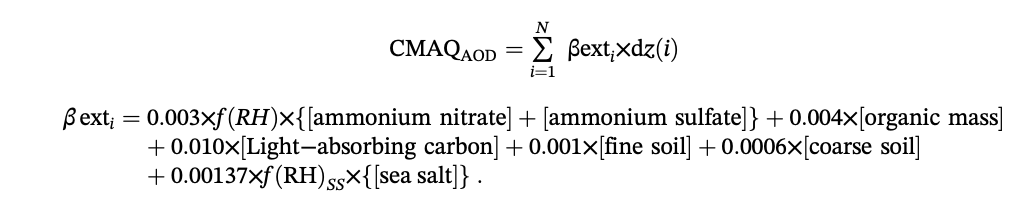 CMAQ_AOD = ∑_{i=1}^{N} βext_i×dz(i)
βext_i = 0.003×f(RH)×{[ammonium nitrate] + [ammonium sulfate]} + 0.004×[organic mass]
+ 0.010×[Light−absorbing carbon] + 0.001×[fine soil] + 0.0006×[coarse soil]
+ 0.00137×f(RH)_SS×{[sea salt]} .